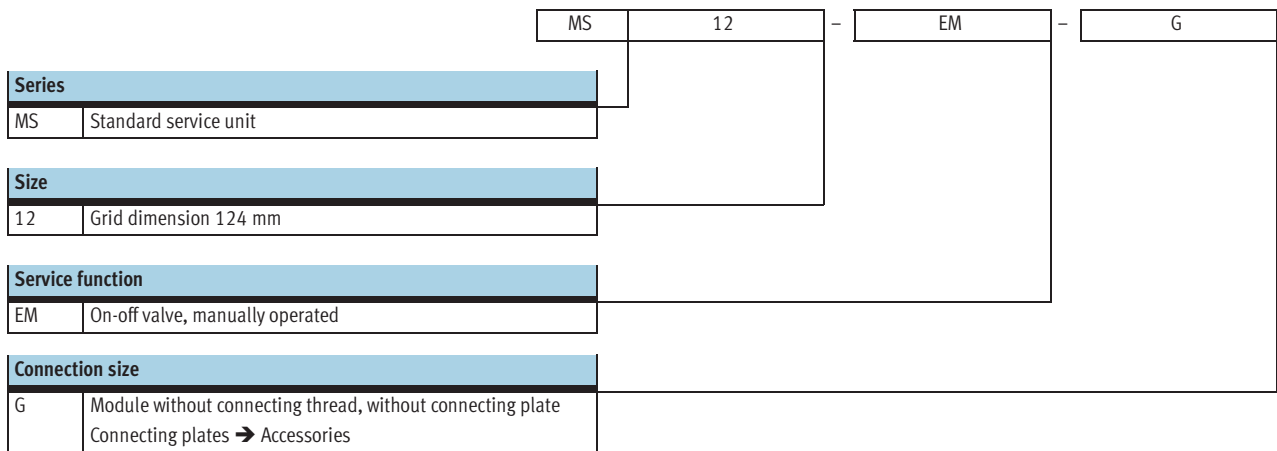 MS 12 – EM – G
Series
MS Standard service unit
Size
12 Grid dimension 124 mm
Service function
EM On-off valve, manually operated
Connection size
G Module without connecting thread, without connecting plate
Connecting plates ➔ Accessories